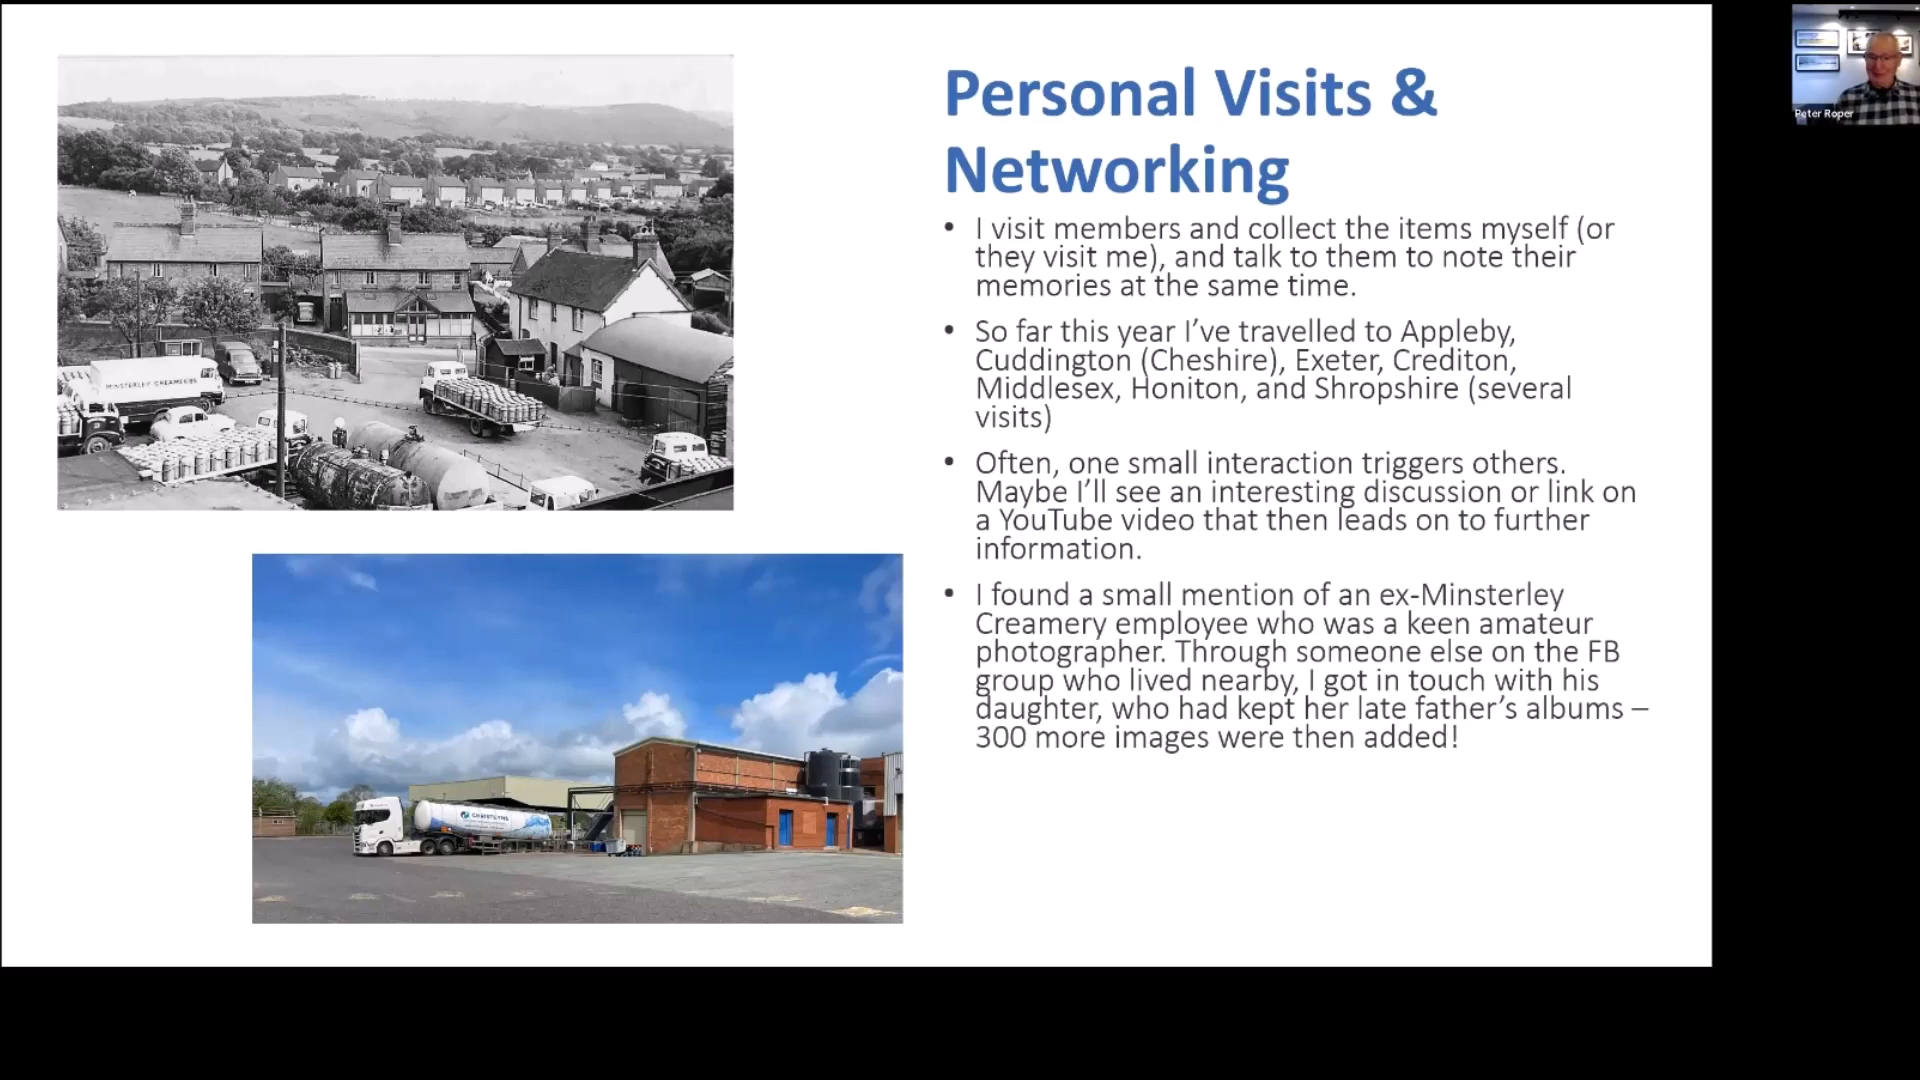 Personal Visits &
Networking
• I visit members and collect the items myself (or
they visit me), and talk to them to note their
memories at the same time.
• So far this year I’ve travelled to Appleby,
Cuddington (Cheshire), Exeter, Crediton,
Middlesex, Honiton, and Shropshire (several
visits)
• Often, one small interaction triggers others.
Maybe I’ll see an interesting discussion or link on
a YouTube video that then leads on to further
information.
• I found a small mention of an ex-Minsterley
Creamery employee who was a keen amateur
photographer. Through someone else on the FB
group who lived nearby, I got in touch with his
daughter, who had kept her late father’s albums –
300 more images were then added!
MINSTERLEY CREAMERIES
CHRISTEYNS
Peter Roper